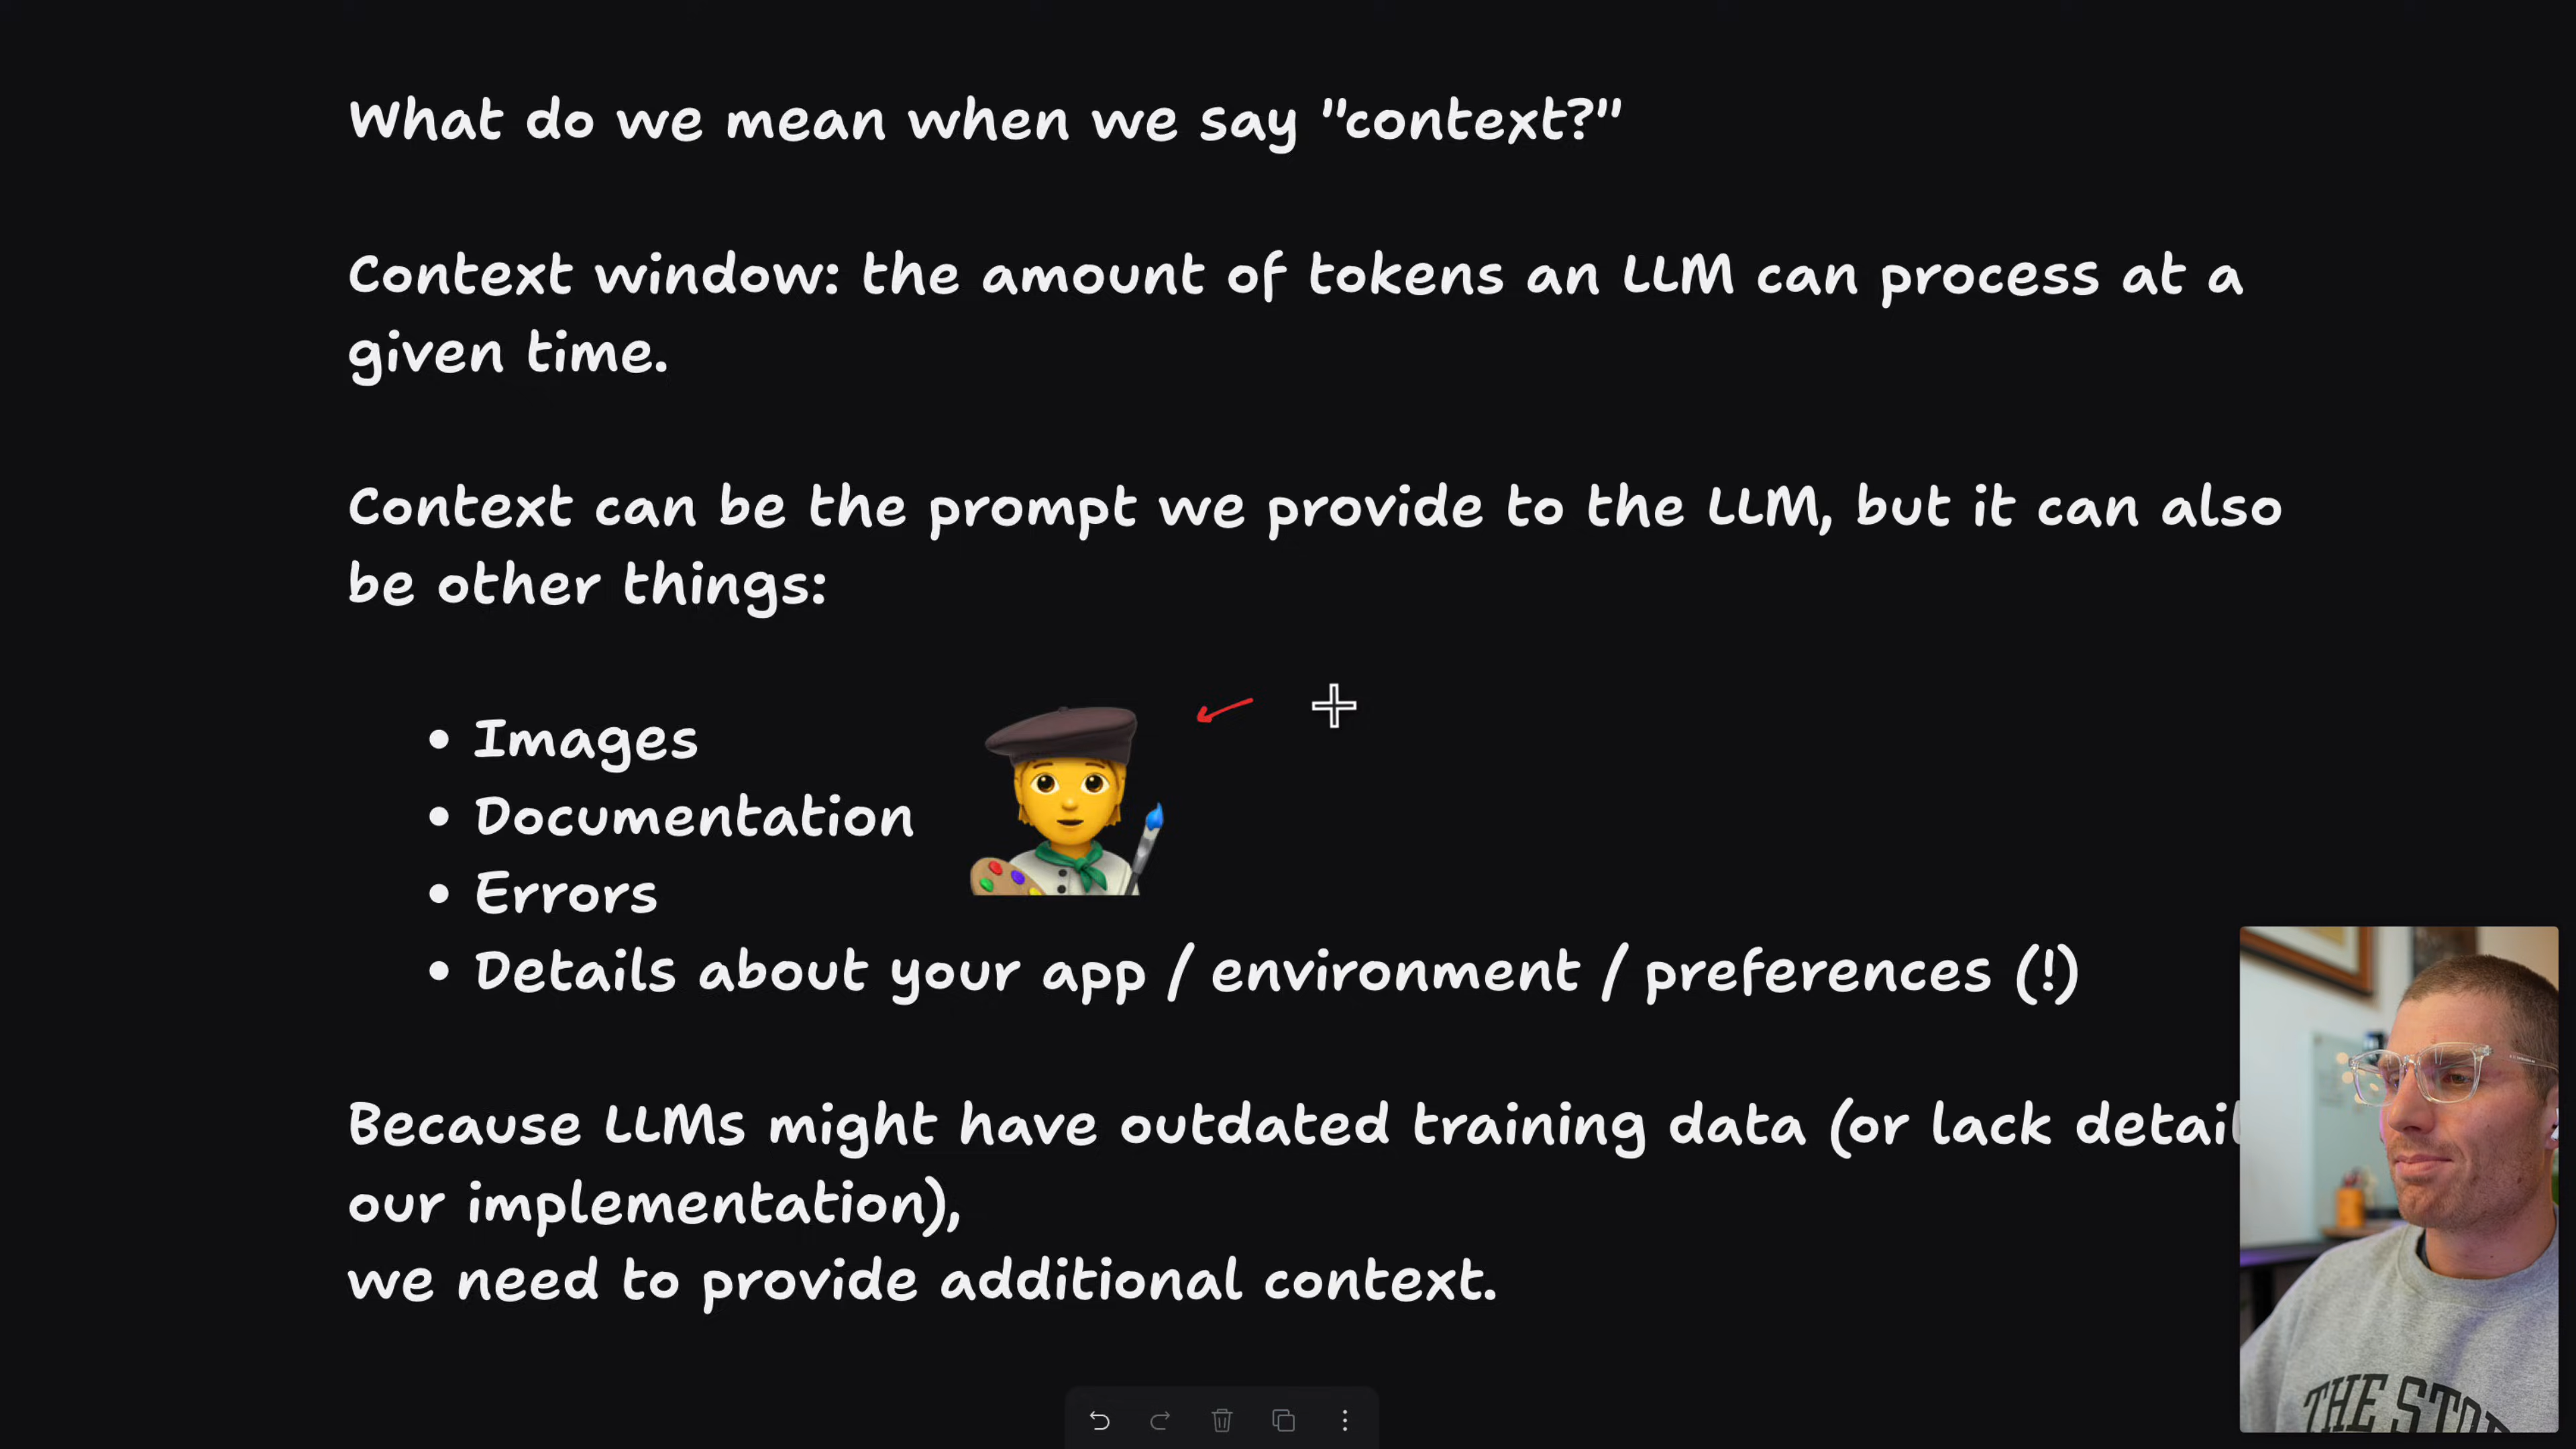 What do we mean when we say "context?"
Context window: the amount of tokens an LLM can process at a
given time.
Context can be the prompt we provide to the LLM, but it can also
be other things:
• Images
• Documentation
• Errors
• Details about your app / environment / preferences (!)
Because LLMs might have outdated training data (or lack detail
our implementation),
we need to provide additional context.
THE STO